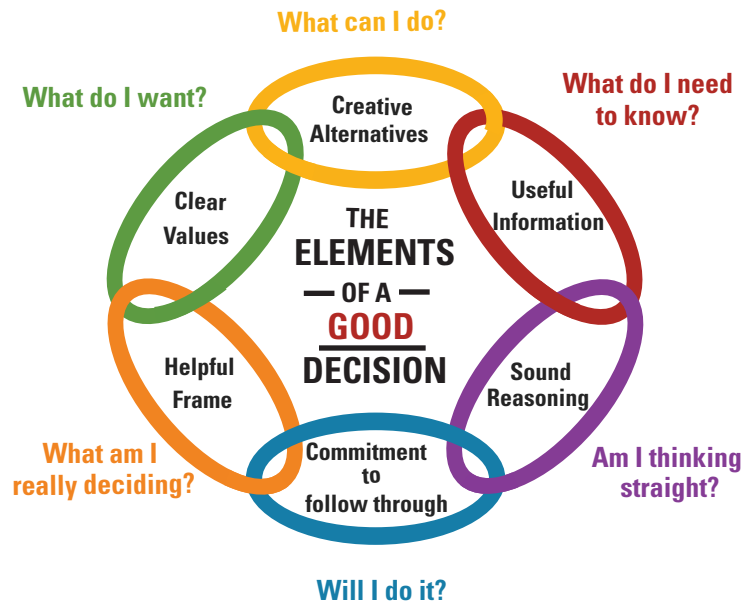 What can I do?
Creative
Alternatives
What do I need
to know?
Useful
Information
Am I thinking
straight?
Sound
Reasoning
Will I do it?
Commitment
to
follow through
What am I
really deciding?
Helpful
Frame
What do I want?
Clear
Values
THE
ELEMENTS
— OF A —
GOOD
DECISION